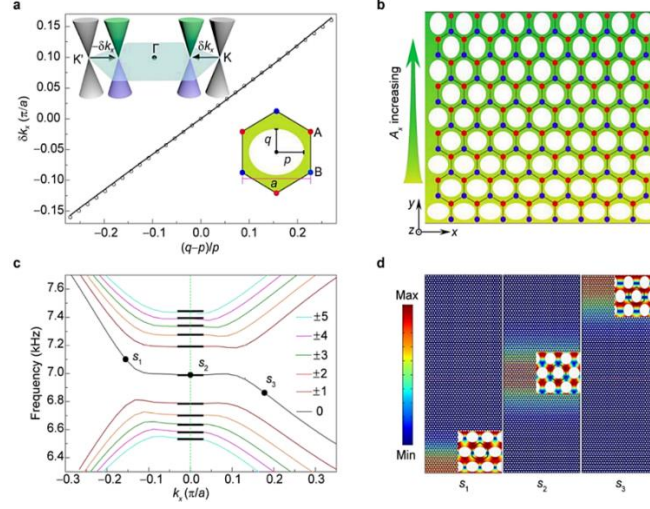 a
0.15
0.10
0.05
0.00
−0.05
−0.10
−0.15
δkx (π/a)
−0.2 −0.1 0.0 0.1 0.2
(q−p)/p
−δkx Γ δkx
K' K
q
p
a
A
B
b
Ax increasing
y
z x
c
7.6
7.4
7.2
7.0
6.8
6.6
6.4
Frequency (kHz)
−0.3 −0.2 −0.1 0.0 0.1 0.2 0.3
kx (π/a)
s1
s2
s3
±5
±4
±3
±2
±1
0
d
Max
Min
s1 s2 s3